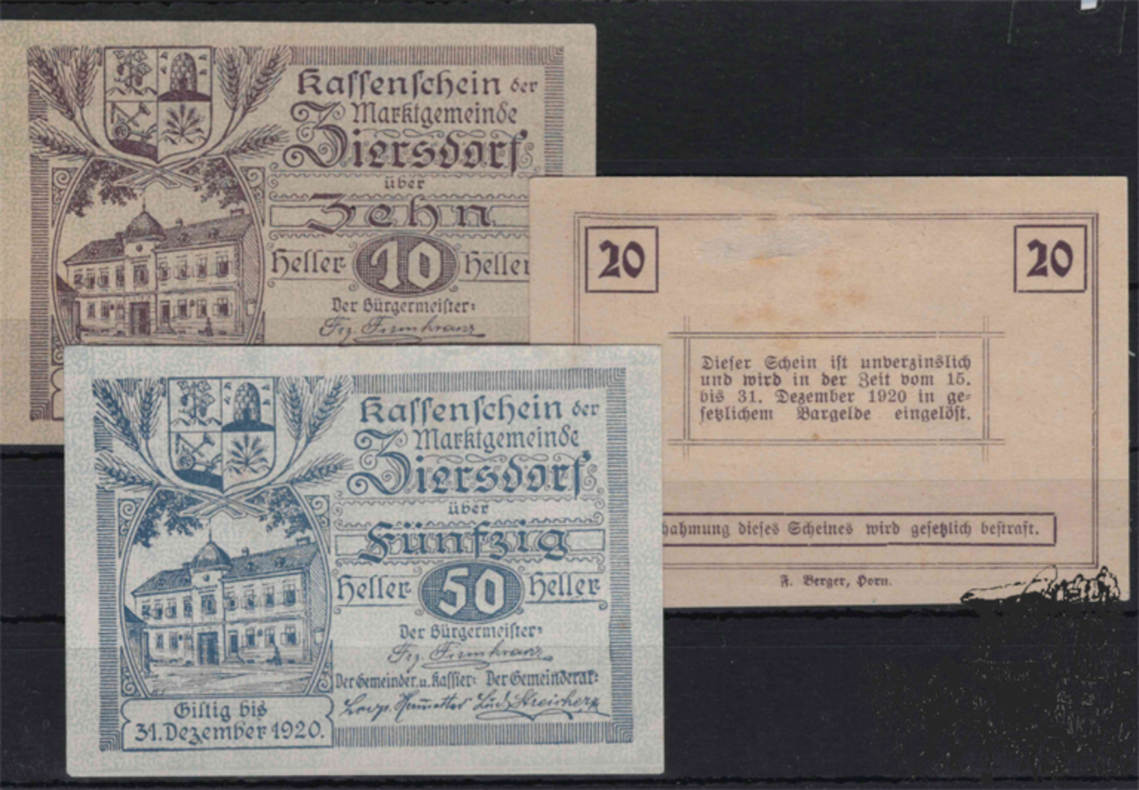 Kassenschein der
Marktgemeinde
Ziersdorf
über
Zehn
Heller 10 Heller
Der Bürgermeister:
20 20
Dieser Schein ist unverzinslich
und wird in der Zeit vom 15.
bis 31. Dezember 1920 in ge-
setzlichem Bargelde eingelöst.
hahmung dieses Scheines wird gesetzlich bestraft.
F. Berger, Horn.
Kassenschein der
Marktgemeinde
Ziersdorf
über
Fünfzig
Heller 50 Heller
Der Bürgermeister:
Der Gemeinder. u. Kassier: Der Gemeinderat:
Giltig bis
31. Dezember 1920.